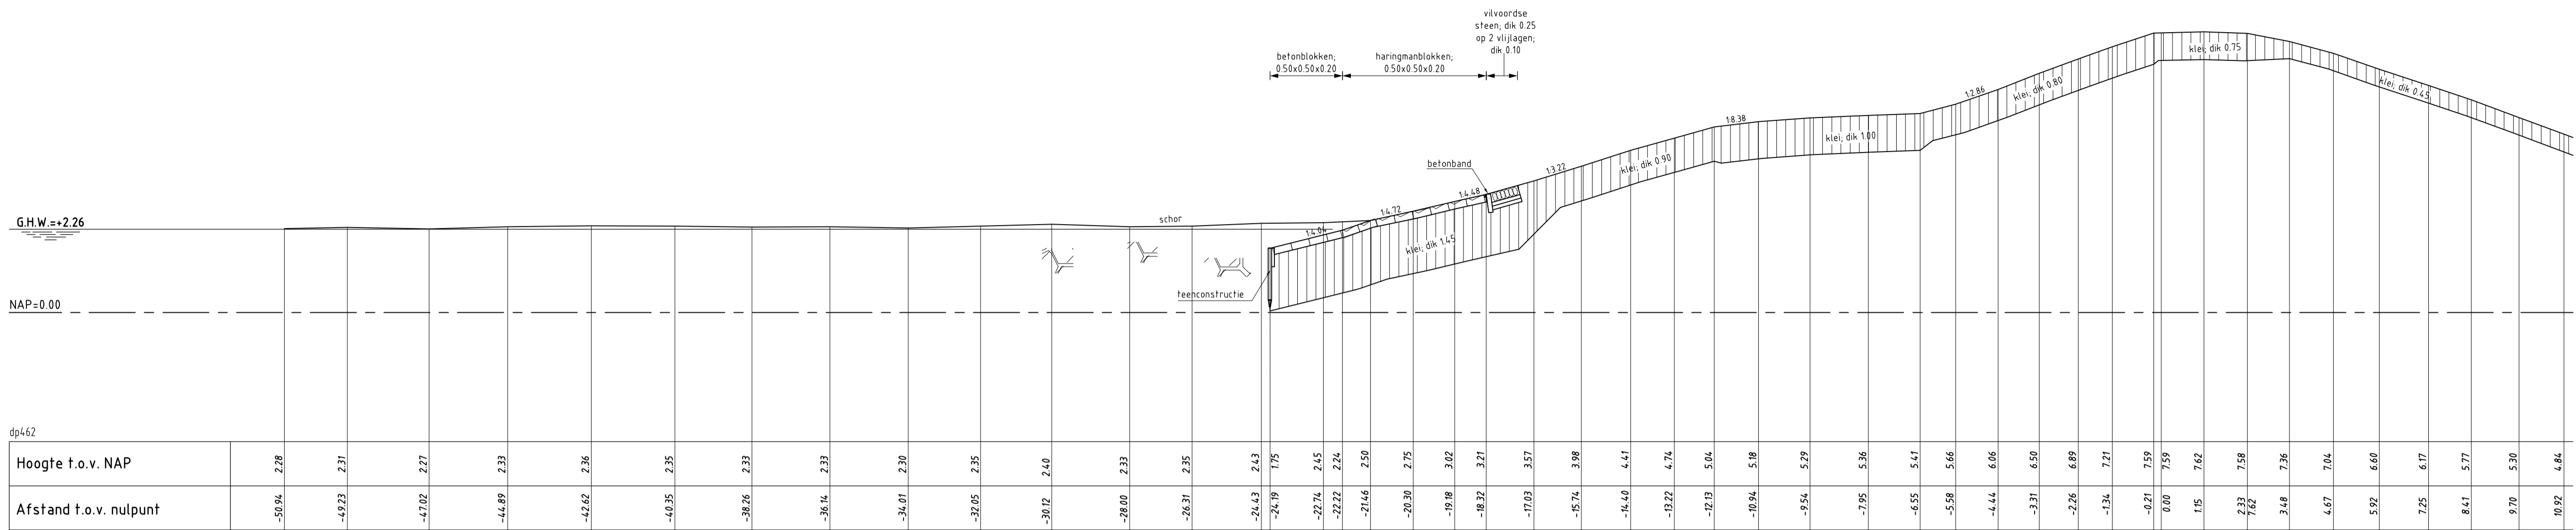 vilvoordse
steen; dik 0.25
op 2 vlijlagen;
dik 0.10
betonblokken;
0.50x0.50x0.20
haringmanblokken;
0.50x0.50x0.20
klei; dik 0.75
klei; dik 0.45
1:2.86
klei; dik 0.80
1:8.38
klei; dik 1.00
betonband
1:3.22
klei; dik 0.90
1:4.48
1:4.72
schor
1:4.04
klei; dik 1.45
G.H.W.=+2.26
teenconstructie
NAP=0.00
dp462
Hoogte t.o.v. NAP 2.28 2.31 2.27 2.33 2.36 2.35 2.33 2.33 2.30 2.35 2.40 2.33 2.35 2.43 1.75 2.45 2.24 2.50 2.75 3.02 3.21 3.57 3.98 4.41 4.74 5.04 5.18 5.29 5.36 5.41 5.66 6.06 6.50 6.89 7.21 7.59 7.59 7.62 7.58 7.36 7.04 6.60 6.17 5.77 5.30 4.84
Afstand t.o.v. nulpunt -50.94 -49.23 -47.02 -44.89 -42.62 -40.35 -38.26 -36.14 -34.01 -32.05 -30.12 -28.00 -26.31 -24.43 -24.19 -22.74 -22.22 -21.46 -20.30 -19.18 -18.32 -17.03 -15.74 -14.40 -13.22 -12.13 -10.94 -9.54 -7.95 -6.55 -5.58 -4.44 -3.31 -2.26 -1.34 -0.21 0.00 1.15 2.33 7.62 3.48 4.67 5.92 7.25 8.41 9.70 10.92